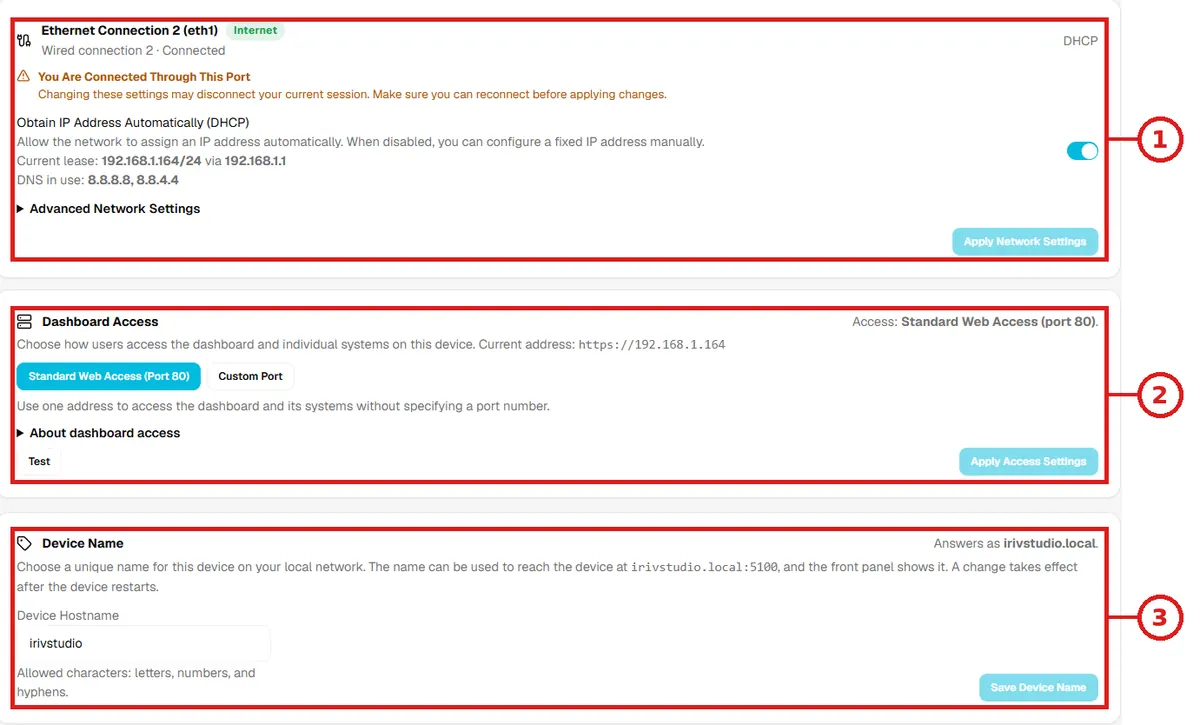 Ethernet Connection 2 (eth1) Internet
Wired connection 2 · Connected
DHCP
You Are Connected Through This Port
Changing these settings may disconnect your current session. Make sure you can reconnect before applying changes.
Obtain IP Address Automatically (DHCP)
Allow the network to assign an IP address automatically. When disabled, you can configure a fixed IP address manually.
Current lease: 192.168.1.164/24 via 192.168.1.1
DNS in use: 8.8.8.8, 8.8.4.4
Advanced Network Settings
Apply Network Settings
1
Dashboard Access
Access: Standard Web Access (port 80).
Choose how users access the dashboard and individual systems on this device. Current address: https://192.168.1.164
Standard Web Access (Port 80) Custom Port
Use one address to access the dashboard and its systems without specifying a port number.
About dashboard access
Test
Apply Access Settings
2
Device Name
Answers as irivstudio.local.
Choose a unique name for this device on your local network. The name can be used to reach the device at irivstudio.local:5100, and the front panel shows it. A change takes effect
after the device restarts.
Device Hostname
irivstudio
Allowed characters: letters, numbers, and
hyphens.
Save Device Name
3